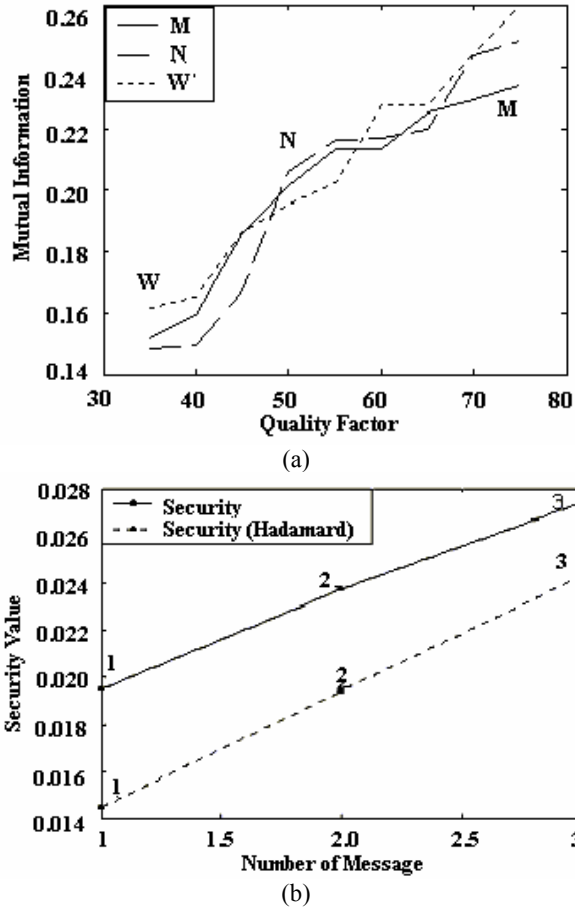 0.26
M
N
W'
0.24
N
M
0.22
0.20
Mutual Information
0.18
W
0.16
0.14
30 40 50 60 70 80
Quality Factor
(a)
0.028
Security
3
Security (Hadamard)
0.026
3
2
0.024
0.022
Security Value
1
2
0.020
0.018
0.016
1
0.014
1 1.5 2.0 2.5 3
Number of Message
(b)